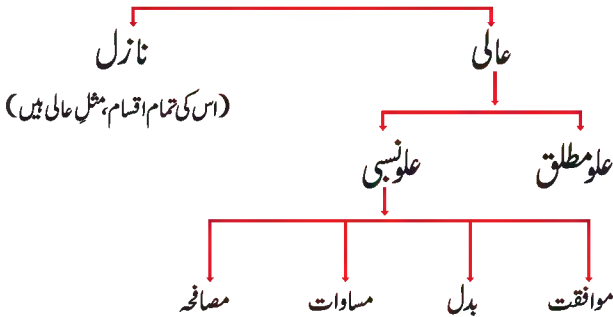 عالی نازل
(اس کی تمام اقسام، مثلِ عالی ہیں)
علو مطلق علو نسبی
موافقت بدل مساوات مصافحہ